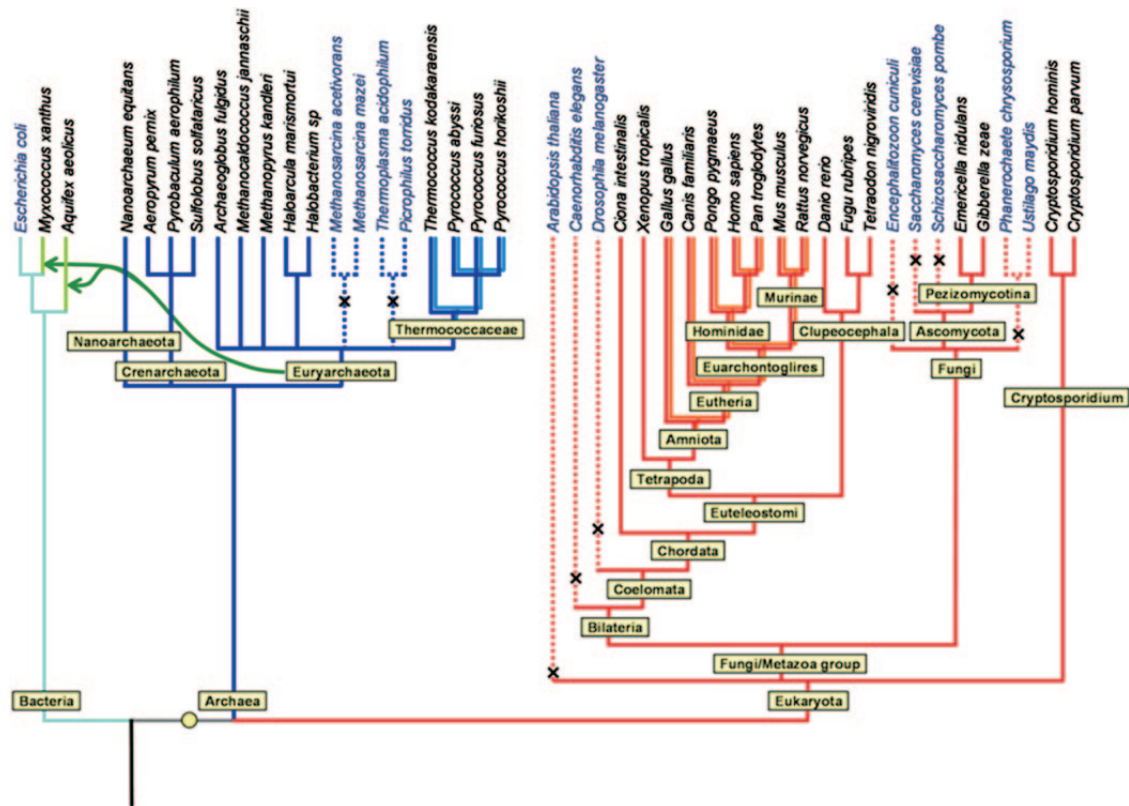 Escherichia coli
Myxococcus xanthus
Aquifex aeolicus
Nanoarchaeum equitans
Aeropyrum pernix
Pyrobaculum aerophilum
Sulfolobus solfataricus
Archaeoglobus fulgidus
Methanocaldococcus jannaschii
Methanopyrus kandleri
Haloarcula marismortui
Halobacterium sp
Methanosarcina acetivorans
Methanosarcina mazei
Thermoplasma acidophilum
Picrophilus torridus
Thermococcus kodakaraensis
Pyrococcus abyssi
Pyrococcus furiosus
Pyrococcus horikoshii
Arabidopsis thaliana
Caenorhabditis elegans
Drosophila melanogaster
Ciona intestinalis
Xenopus tropicalis
Gallus gallus
Canis familiaris
Pongo pygmaeus
Homo sapiens
Pan troglodytes
Mus musculus
Rattus norvegicus
Danio rerio
Fugu rubripes
Tetraodon nigroviridis
Encephalitozoon cuniculi
Saccharomyces cerevisiae
Schizosaccharomyces pombe
Emericella nidulans
Gibberella zeae
Phanerochaete chrysosporium
Ustilago maydis
Cryptosporidium hominis
Cryptosporidium parvum
Murinae
Pezizomycotina
Thermococcaceae
Hominidae
Clupeocephala
Ascomycota
Nanoarchaeota
Crenarchaeota
Euryarchaeota
Euarchontoglires
Fungi
Eutheria
Cryptosporidium
Amniota
Tetrapoda
Euteleostomi
Chordata
Coelomata
Bilateria
Fungi/Metazoa group
Bacteria
Archaea
Eukaryota